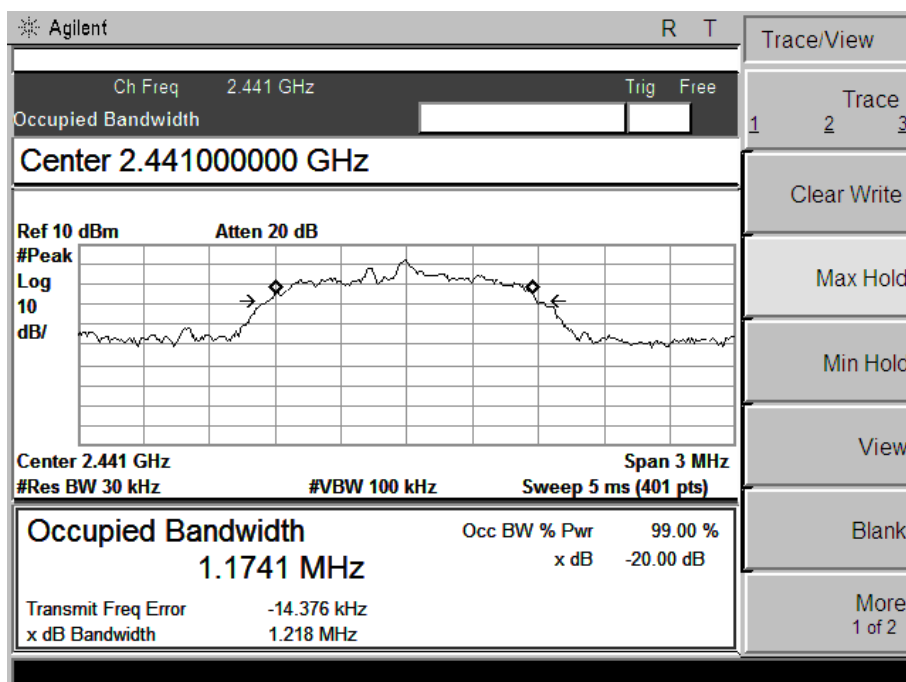 Agilent R T
Ch Freq 2.441 GHz Trig Free
Occupied Bandwidth
Center 2.441000000 GHz
Ref 10 dBm Atten 20 dB
#Peak
Log
10
dB/
Center 2.441 GHz Span 3 MHz
#Res BW 30 kHz #VBW 100 kHz Sweep 5 ms (401 pts)
Occupied Bandwidth Occ BW % Pwr 99.00 %
1.1741 MHz x dB -20.00 dB
Transmit Freq Error -14.376 kHz
x dB Bandwidth 1.218 MHz
Trace/View
Trace
1 2 3
Clear Write
Max Hold
Min Hold
View
Blank
More
1 of 2